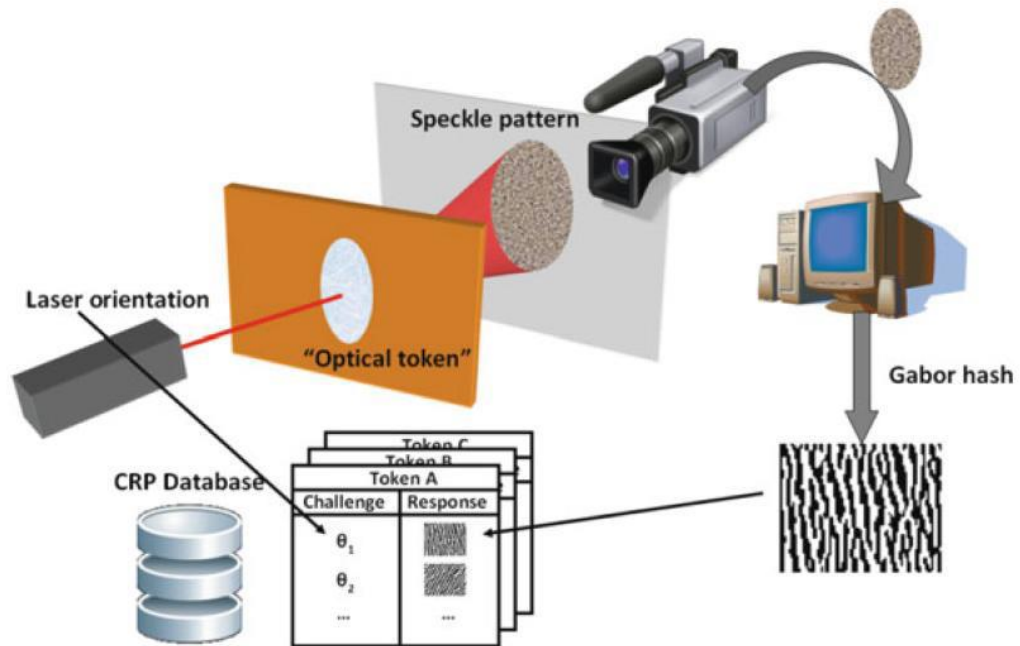 Speckle pattern
Laser orientation
“Optical token”
Gabor hash
CRP Database
Token C
Token B
Token A
Challenge Response
θ1
θ2
... ...